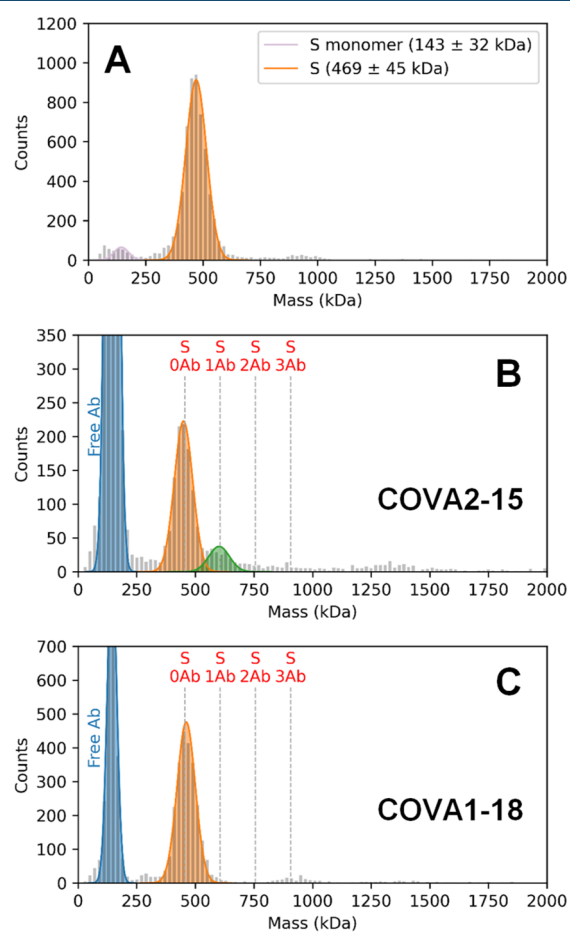 1200
1000
800
600
400
200
0
Counts
A
S monomer (143 ± 32 kDa)
S (469 ± 45 kDa)
0 250 500 750 1000 1250 1500 1750 2000
Mass (kDa)
350
300
250
200
150
100
50
0
Counts
Free Ab
S S S S
0Ab 1Ab 2Ab 3Ab
B
COVA2-15
0 250 500 750 1000 1250 1500 1750 2000
Mass (kDa)
700
600
500
400
300
200
100
0
Counts
Free Ab
S S S S
0Ab 1Ab 2Ab 3Ab
C
COVA1-18
0 250 500 750 1000 1250 1500 1750 2000
Mass (kDa)